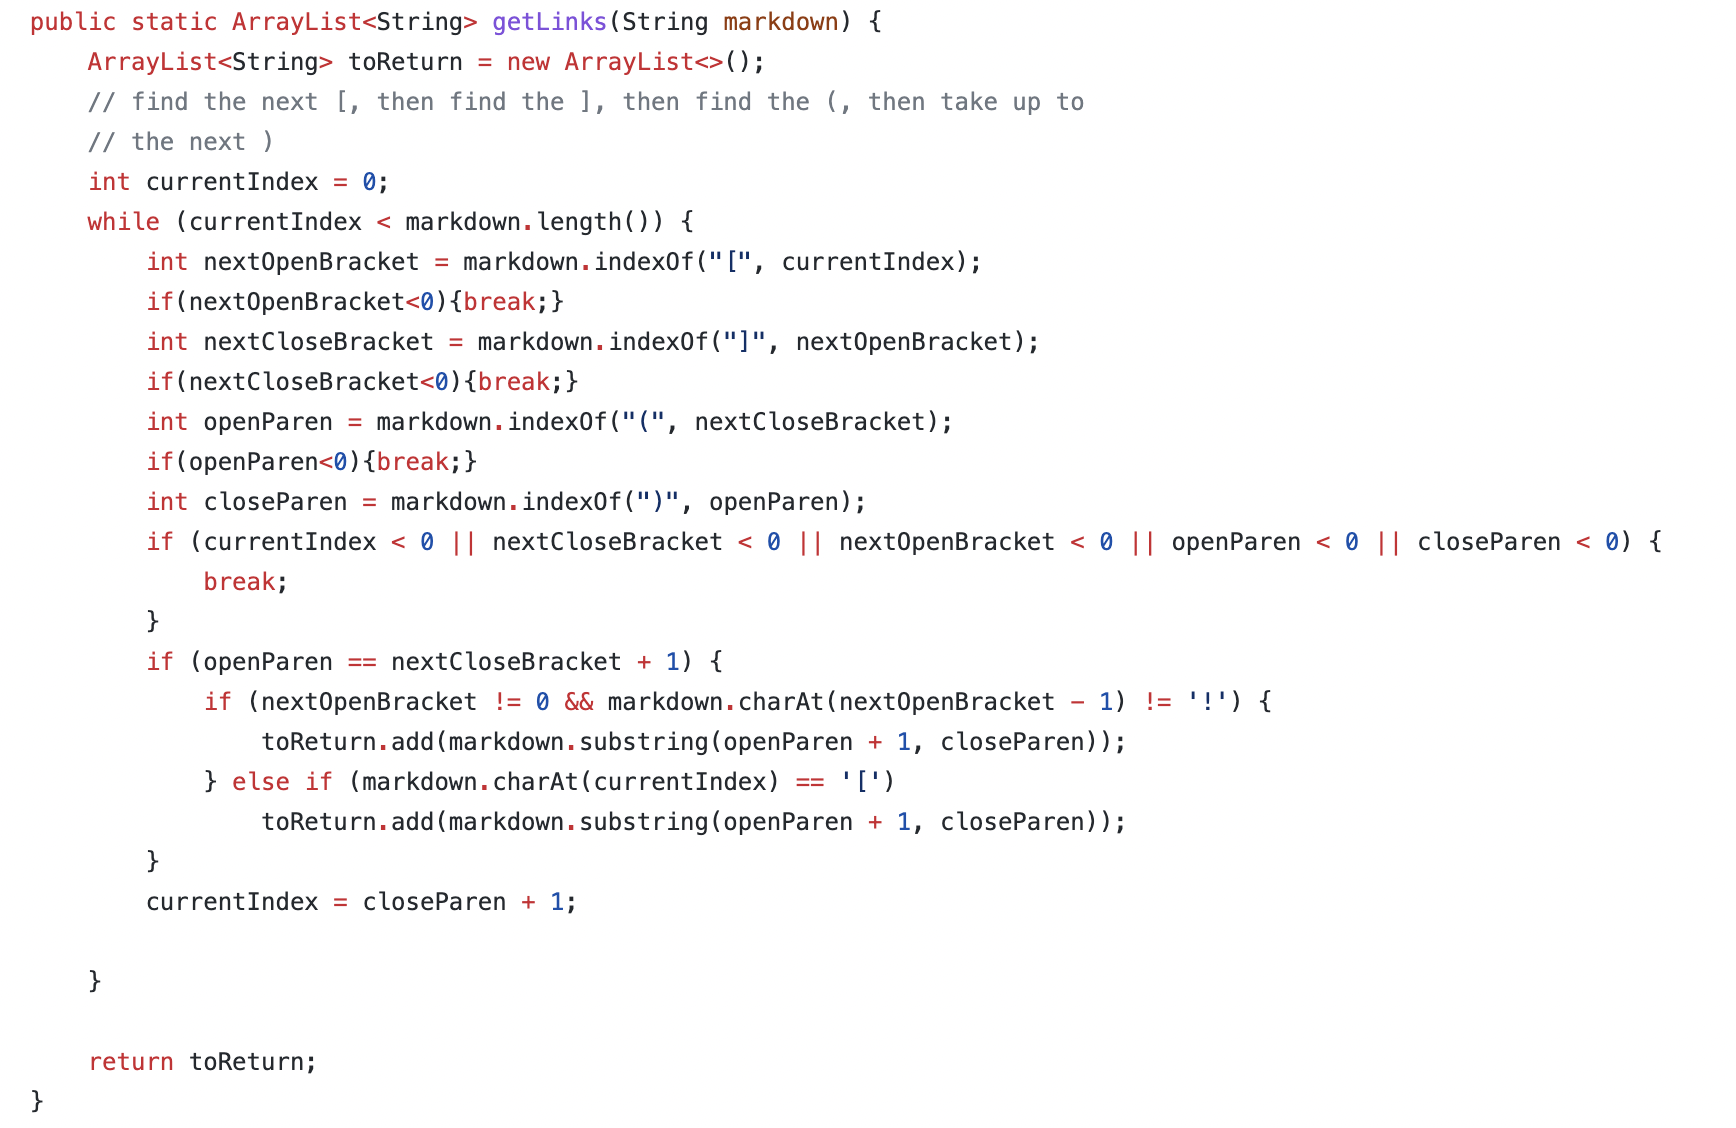 public static ArrayList<String> getLinks(String markdown) {
    ArrayList<String> toReturn = new ArrayList<>();
    // find the next [, then find the ], then find the (, then take up to
    // the next )
    int currentIndex = 0;
    while (currentIndex < markdown.length()) {
        int nextOpenBracket = markdown.indexOf("[", currentIndex);
        if(nextOpenBracket<0){break;}
        int nextCloseBracket = markdown.indexOf("]", nextOpenBracket);
        if(nextCloseBracket<0){break;}
        int openParen = markdown.indexOf("(", nextCloseBracket);
        if(openParen<0){break;}
        int closeParen = markdown.indexOf(")", openParen);
        if (currentIndex < 0 || nextCloseBracket < 0 || nextOpenBracket < 0 || openParen < 0 || closeParen < 0) {
            break;
        }
        if (openParen == nextCloseBracket + 1) {
            if (nextOpenBracket != 0 && markdown.charAt(nextOpenBracket - 1) != '!') {
                toReturn.add(markdown.substring(openParen + 1, closeParen));
            } else if (markdown.charAt(currentIndex) == '[')
                toReturn.add(markdown.substring(openParen + 1, closeParen));
        }
        currentIndex = closeParen + 1;

    }

    return toReturn;
}